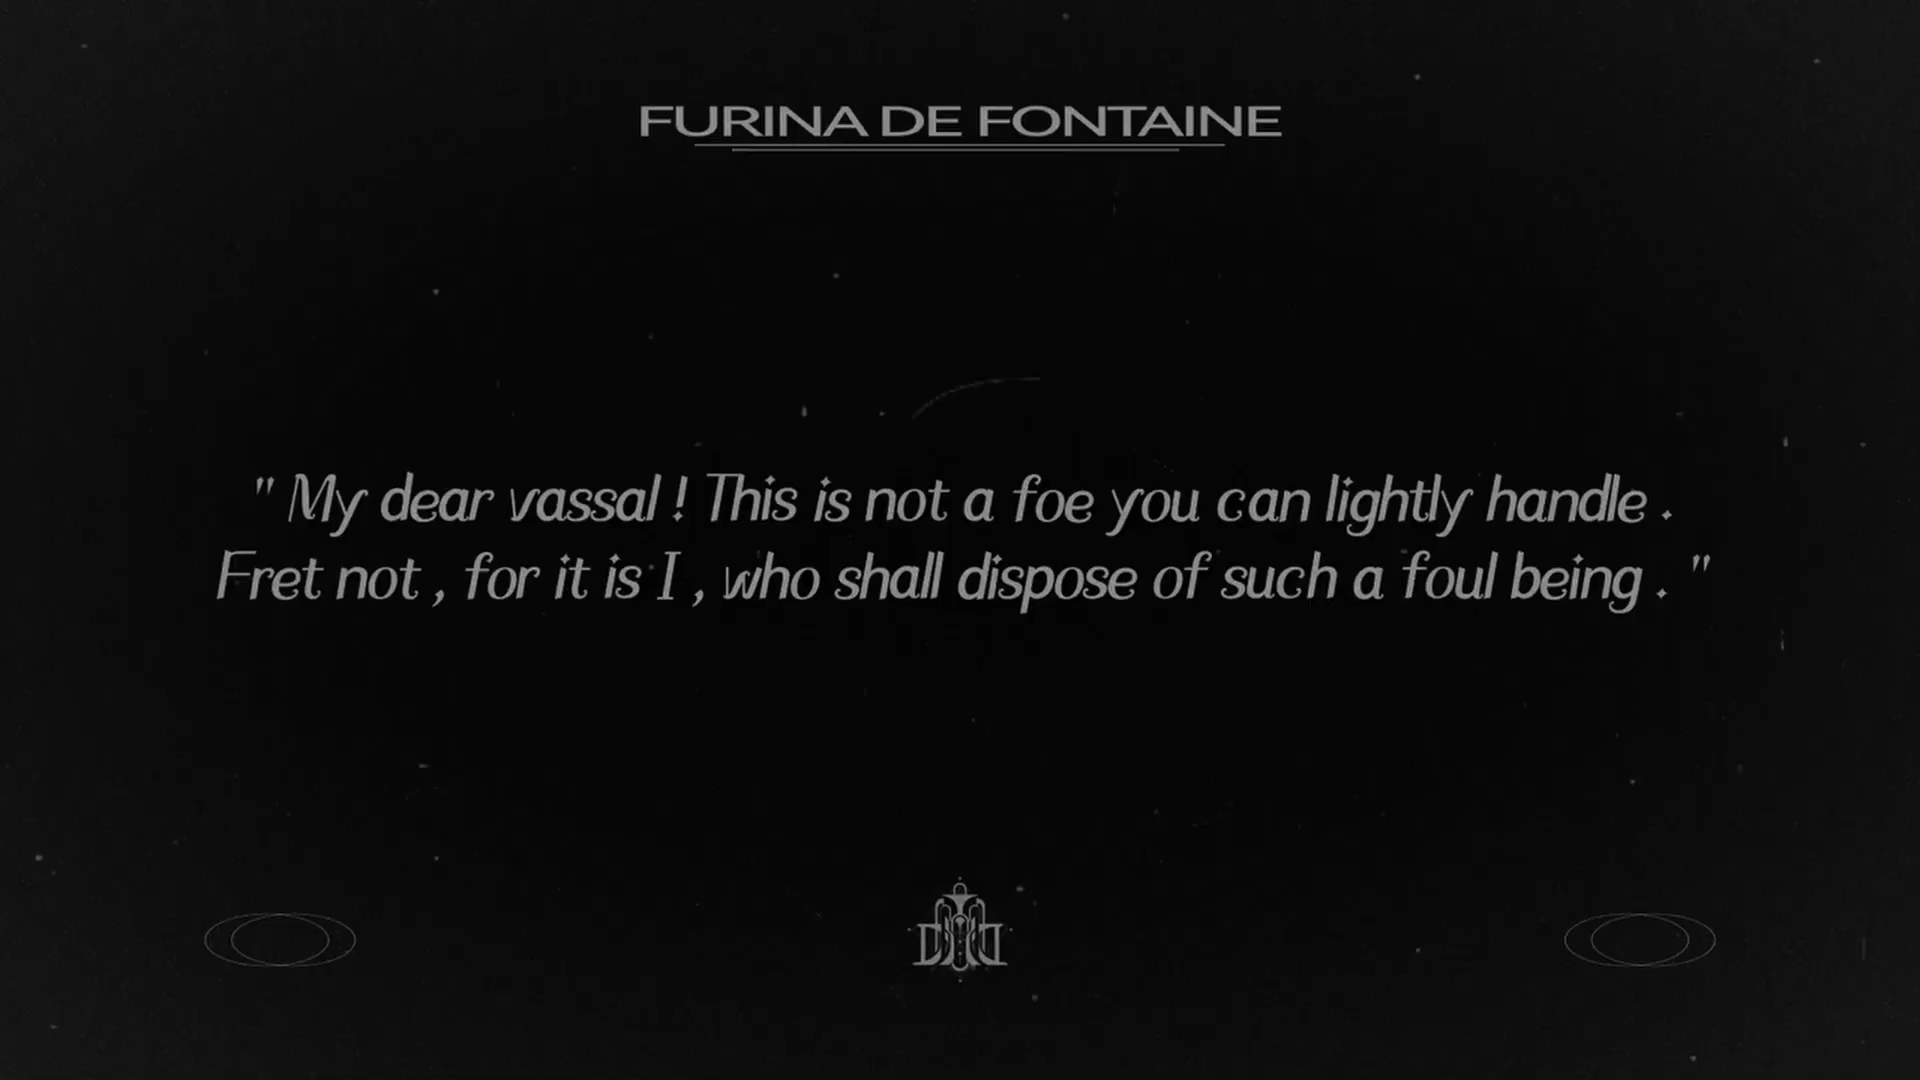 FURINA DE FONTAINE
" My dear vassal ! This is not a foe you can lightly handle .
Fret not , for it is I , who shall dispose of such a foul being . "